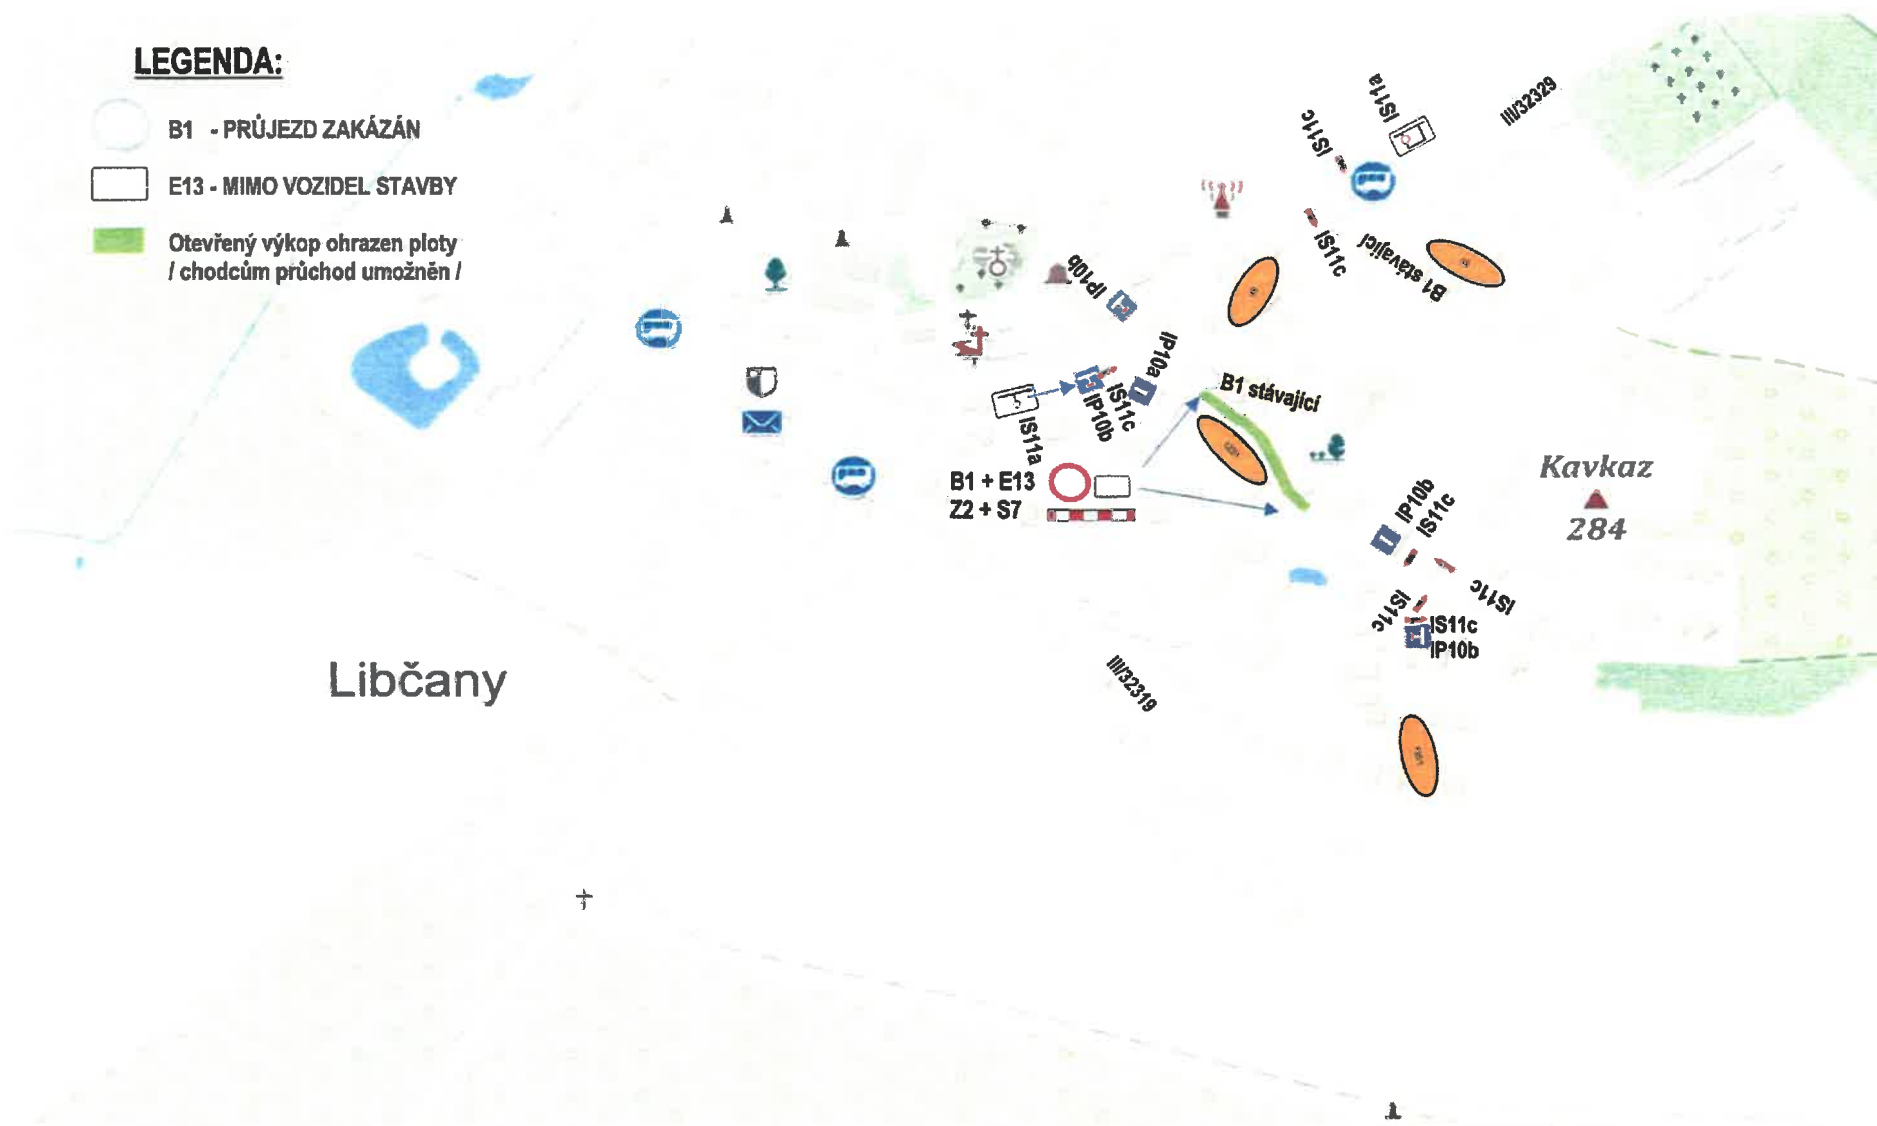 LEGENDA:
B1 - PRŮJEZD ZAKÁZÁN
E13 - MIMO VOZIDEL STAVBY
Otevřený výkop ohrazen ploty
/ chodcům průchod umožněn /
IS11a
IS11c
III/32329
IS11c
B1 stávající
IP10b
IP10a
B1 stávající
IS11c
IP10b
IS11a
B1 + E13
Z2 + S7
Kavkaz
284
IP10b
IS11c
IS11c
IS11c
IS11c
IP10b
III/32319
Libčany